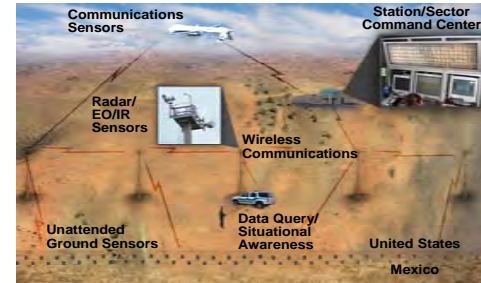 Communications
Sensors
Station/Sector
Command Center
Radar/
EO/IR
Sensors
Wireless
Communications
Unattended
Ground Sensors
Data Query/
Situational
Awareness
United States
Mexico